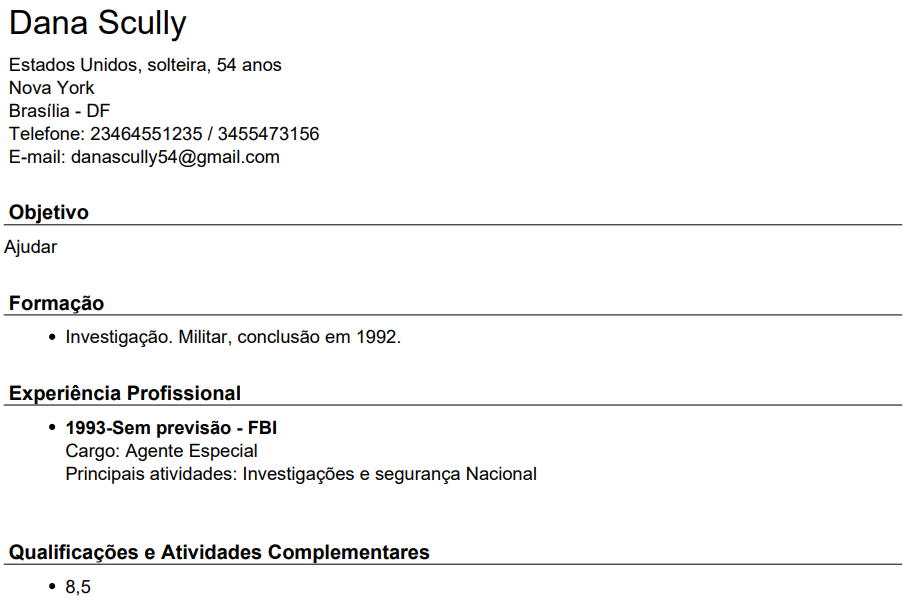 Dana Scully
Estados Unidos, solteira, 54 anos
Nova York
Brasília - DF
Telefone: 23464551235 / 3455473156
E-mail: danascully54@gmail.com
Objetivo
Ajudar
Formação
• Investigação. Militar, conclusão em 1992.
Experiência Profissional
• 1993-Sem previsão - FBI
Cargo: Agente Especial
Principais atividades: Investigações e segurança Nacional
Qualificações e Atividades Complementares
• 8,5